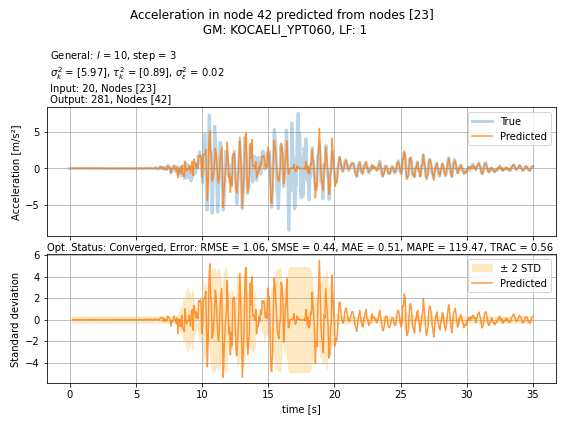 Acceleration in node 42 predicted from nodes [23]
GM: KOCAELI_YPT060, LF: 1
General: l = 10, step = 3
σ²ₖ = [5.97], τ²ₖ = [0.89], σ²ε = 0.02
Input: 20, Nodes [23]
Output: 281, Nodes [42]
True
Predicted
Acceleration [m/s²]
5
0
−5
Opt. Status: Converged, Error: RMSE = 1.06, SMSE = 0.44, MAE = 0.51, MAPE = 119.47, TRAC = 0.56
± 2 STD
Predicted
Standard deviation
6
4
2
0
−2
−4
0 5 10 15 20 25 30 35
time [s]